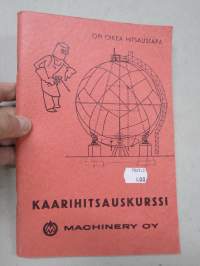 OPI OIKEA HITSAUSTAPA
KAARIHITSAUSKURSSI
MACHINERY OY